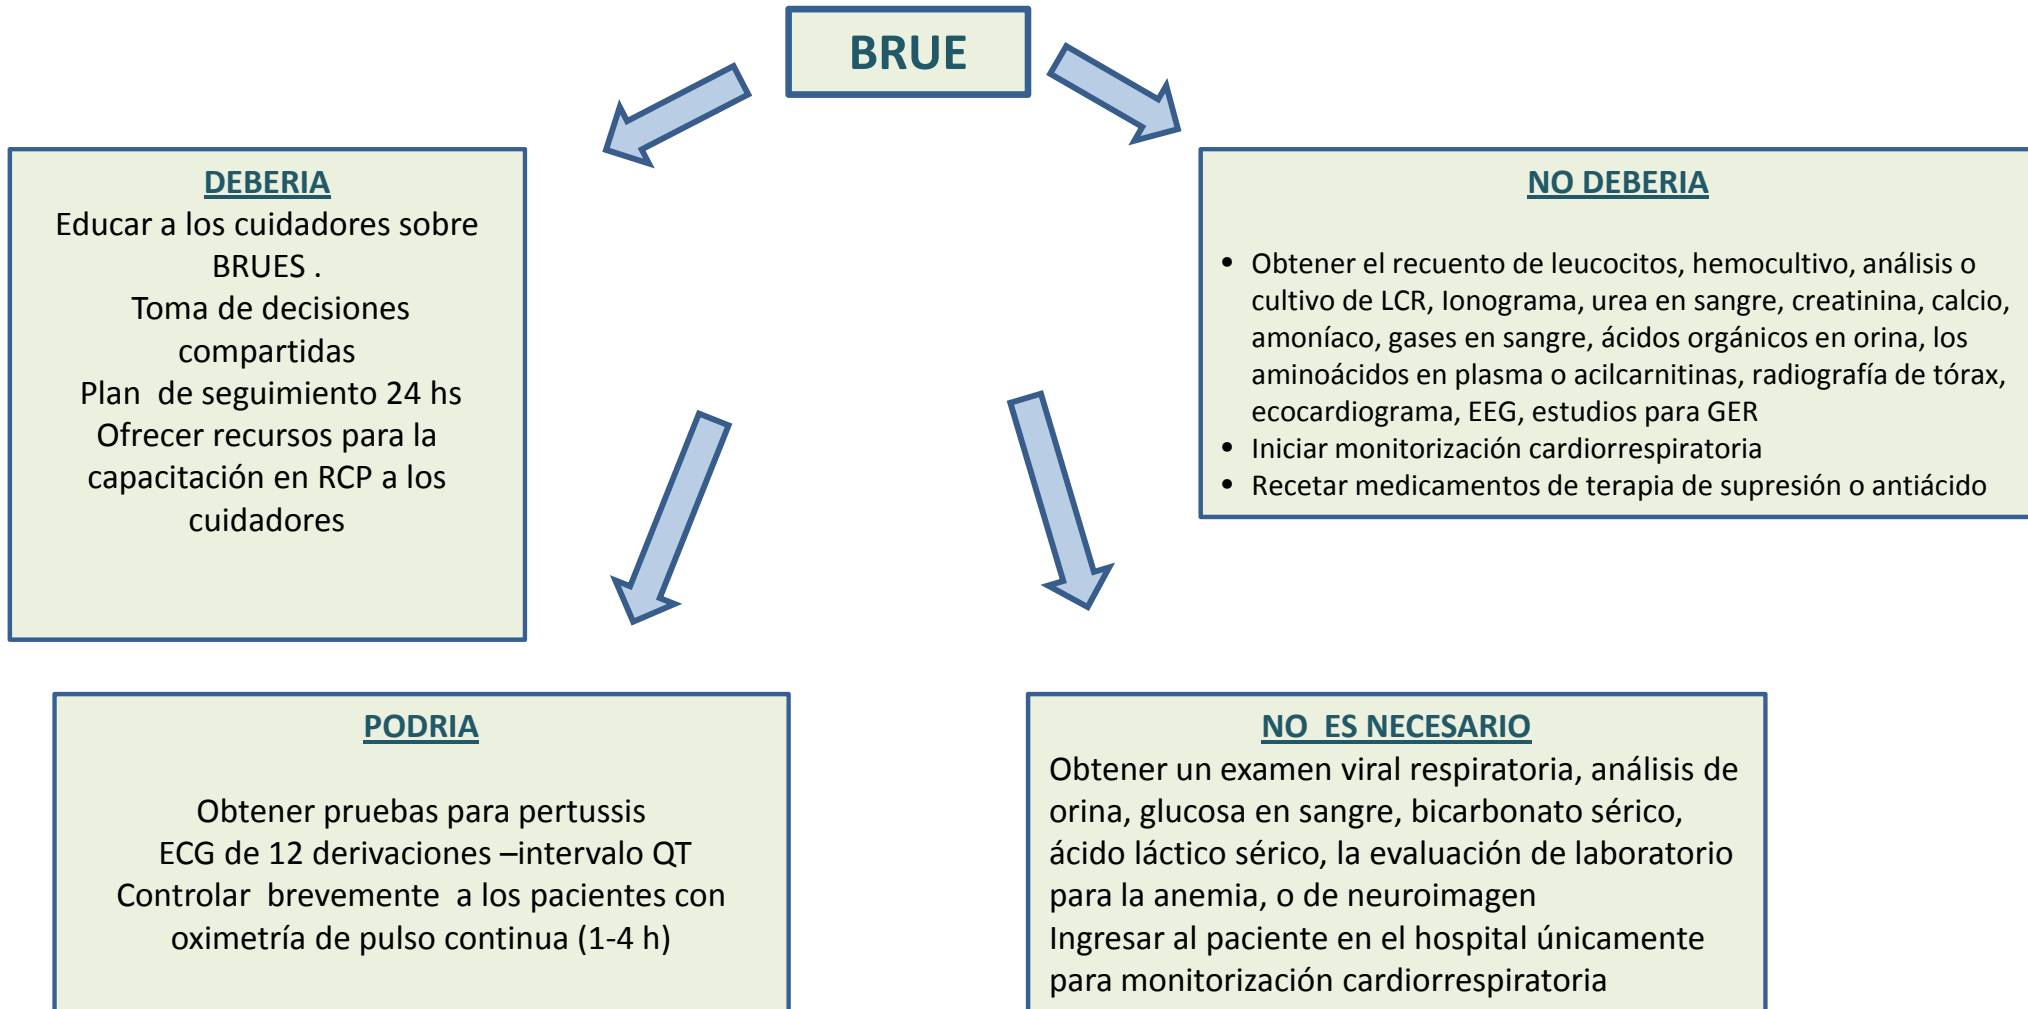 BRUE
DEBERIA
Educar a los cuidadores sobre
BRUES .
Toma de decisiones
compartidas
Plan  de seguimiento 24 hs
Ofrecer recursos para la
capacitación en RCP a los
cuidadores
NO DEBERIA
• Obtener el recuento de leucocitos, hemocultivo, análisis o
cultivo de LCR, Ionograma, urea en sangre, creatinina, calcio,
amoníaco, gases en sangre, ácidos orgánicos en orina, los
aminoácidos en plasma o acilcarnitinas, radiografía de tórax,
ecocardiograma, EEG, estudios para GER
• Iniciar monitorización cardiorrespiratoria
• Recetar medicamentos de terapia de supresión o antiácido
PODRIA
Obtener pruebas para pertussis
ECG de 12 derivaciones –intervalo QT
Controlar  brevemente  a los pacientes con
oximetría de pulso continua (1-4 h)
NO  ES NECESARIO
Obtener un examen viral respiratoria, análisis de
orina, glucosa en sangre, bicarbonato sérico,
ácido láctico sérico, la evaluación de laboratorio
para la anemia, o de neuroimagen
Ingresar al paciente en el hospital únicamente
para monitorización cardiorrespiratoria